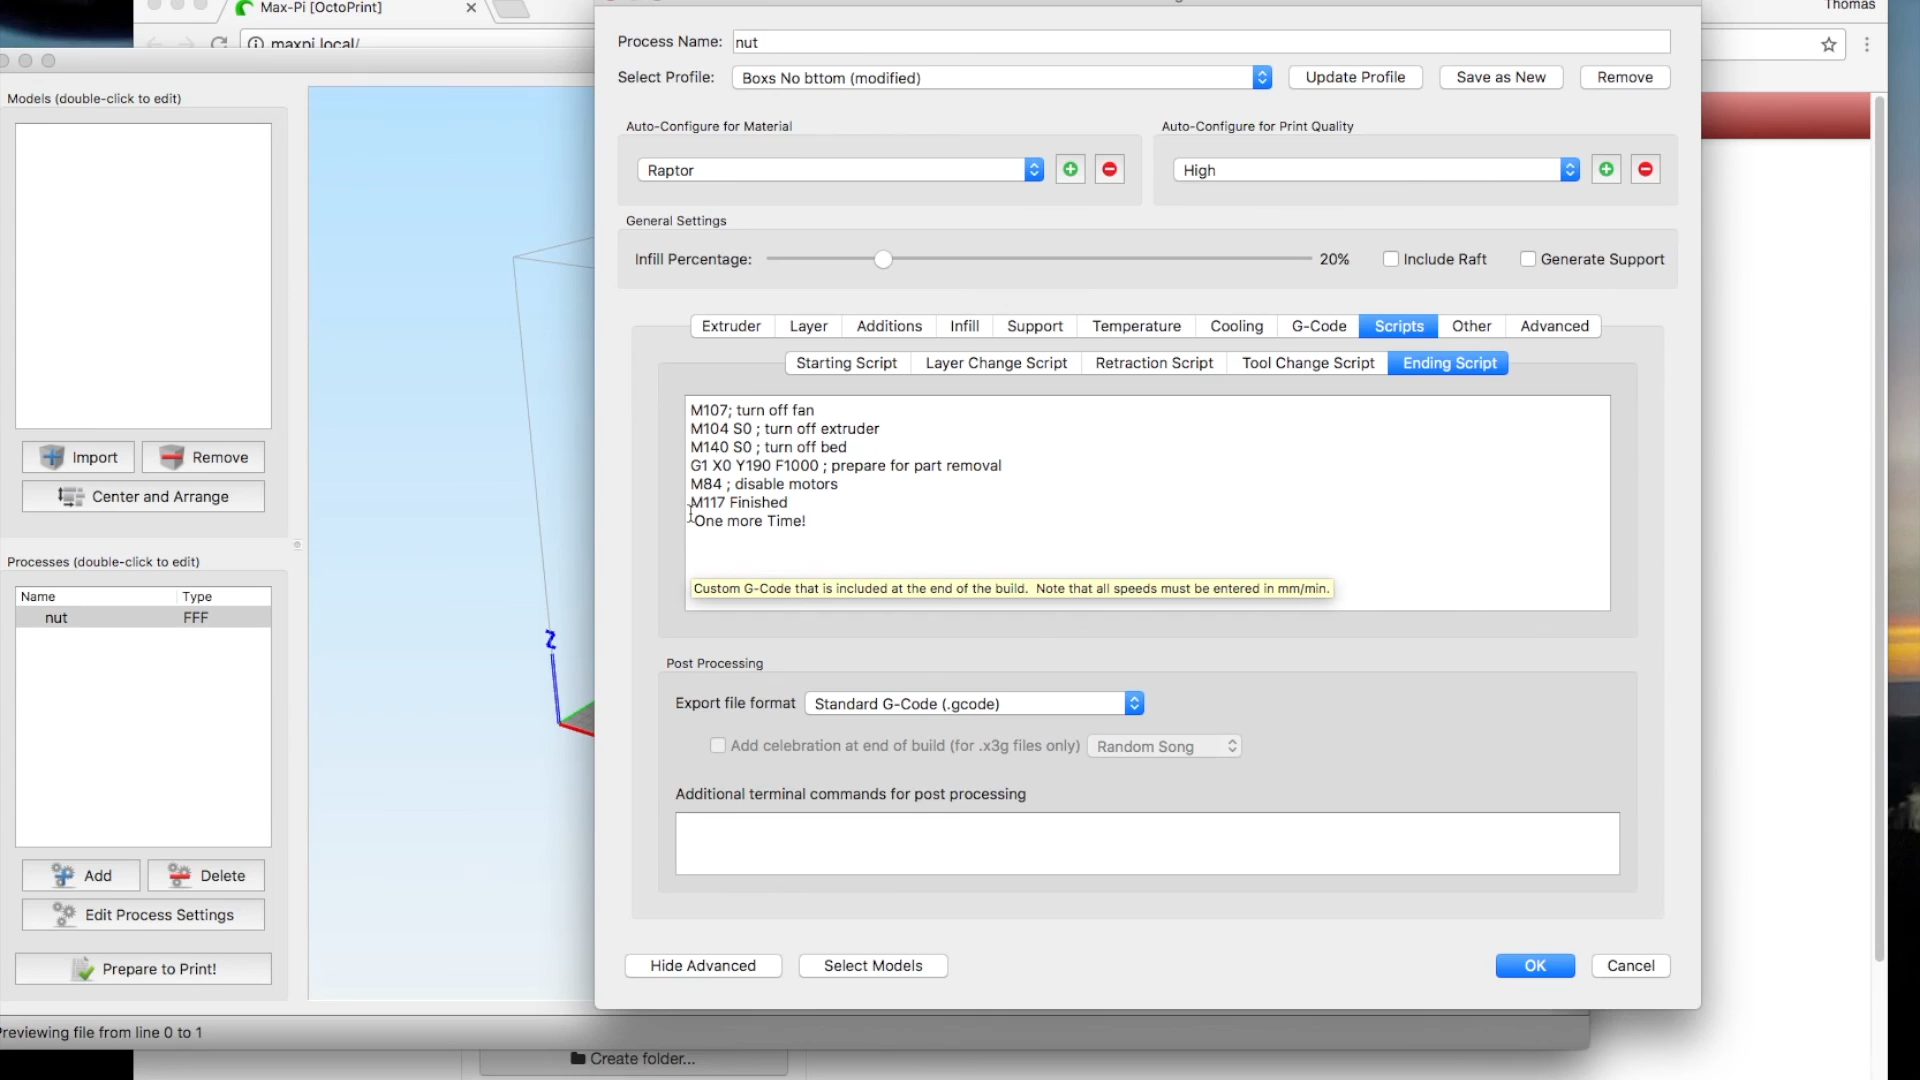 Max-Pi [OctoPrint]
Thomas
maxpi.local/
Process Name: nut
Select Profile: Boxs No bttom (modified) Update Profile Save as New Remove
Models (double-click to edit)
Auto-Configure for Material
Auto-Configure for Print Quality
Raptor
High
General Settings
Infill Percentage: 20% Include Raft Generate Support
Extruder Layer Additions Infill Support Temperature Cooling G-Code Scripts Other Advanced
Starting Script Layer Change Script Retraction Script Tool Change Script Ending Script
M107; turn off fan
M104 S0 ; turn off extruder
M140 S0 ; turn off bed
G1 X0 Y190 F1000 ; prepare for part removal
M84 ; disable motors
M117 Finished
One more Time!
Custom G-Code that is included at the end of the build. Note that all speeds must be entered in mm/min.
Import Remove
Center and Arrange
Processes (double-click to edit)
Name Type
nut FFF
Z
Post Processing
Export file format Standard G-Code (.gcode)
Add celebration at end of build (for .x3g files only) Random Song
Additional terminal commands for post processing
Add Delete
Edit Process Settings
Prepare to Print!
Hide Advanced Select Models OK Cancel
reviewing file from line 0 to 1
Create folder...